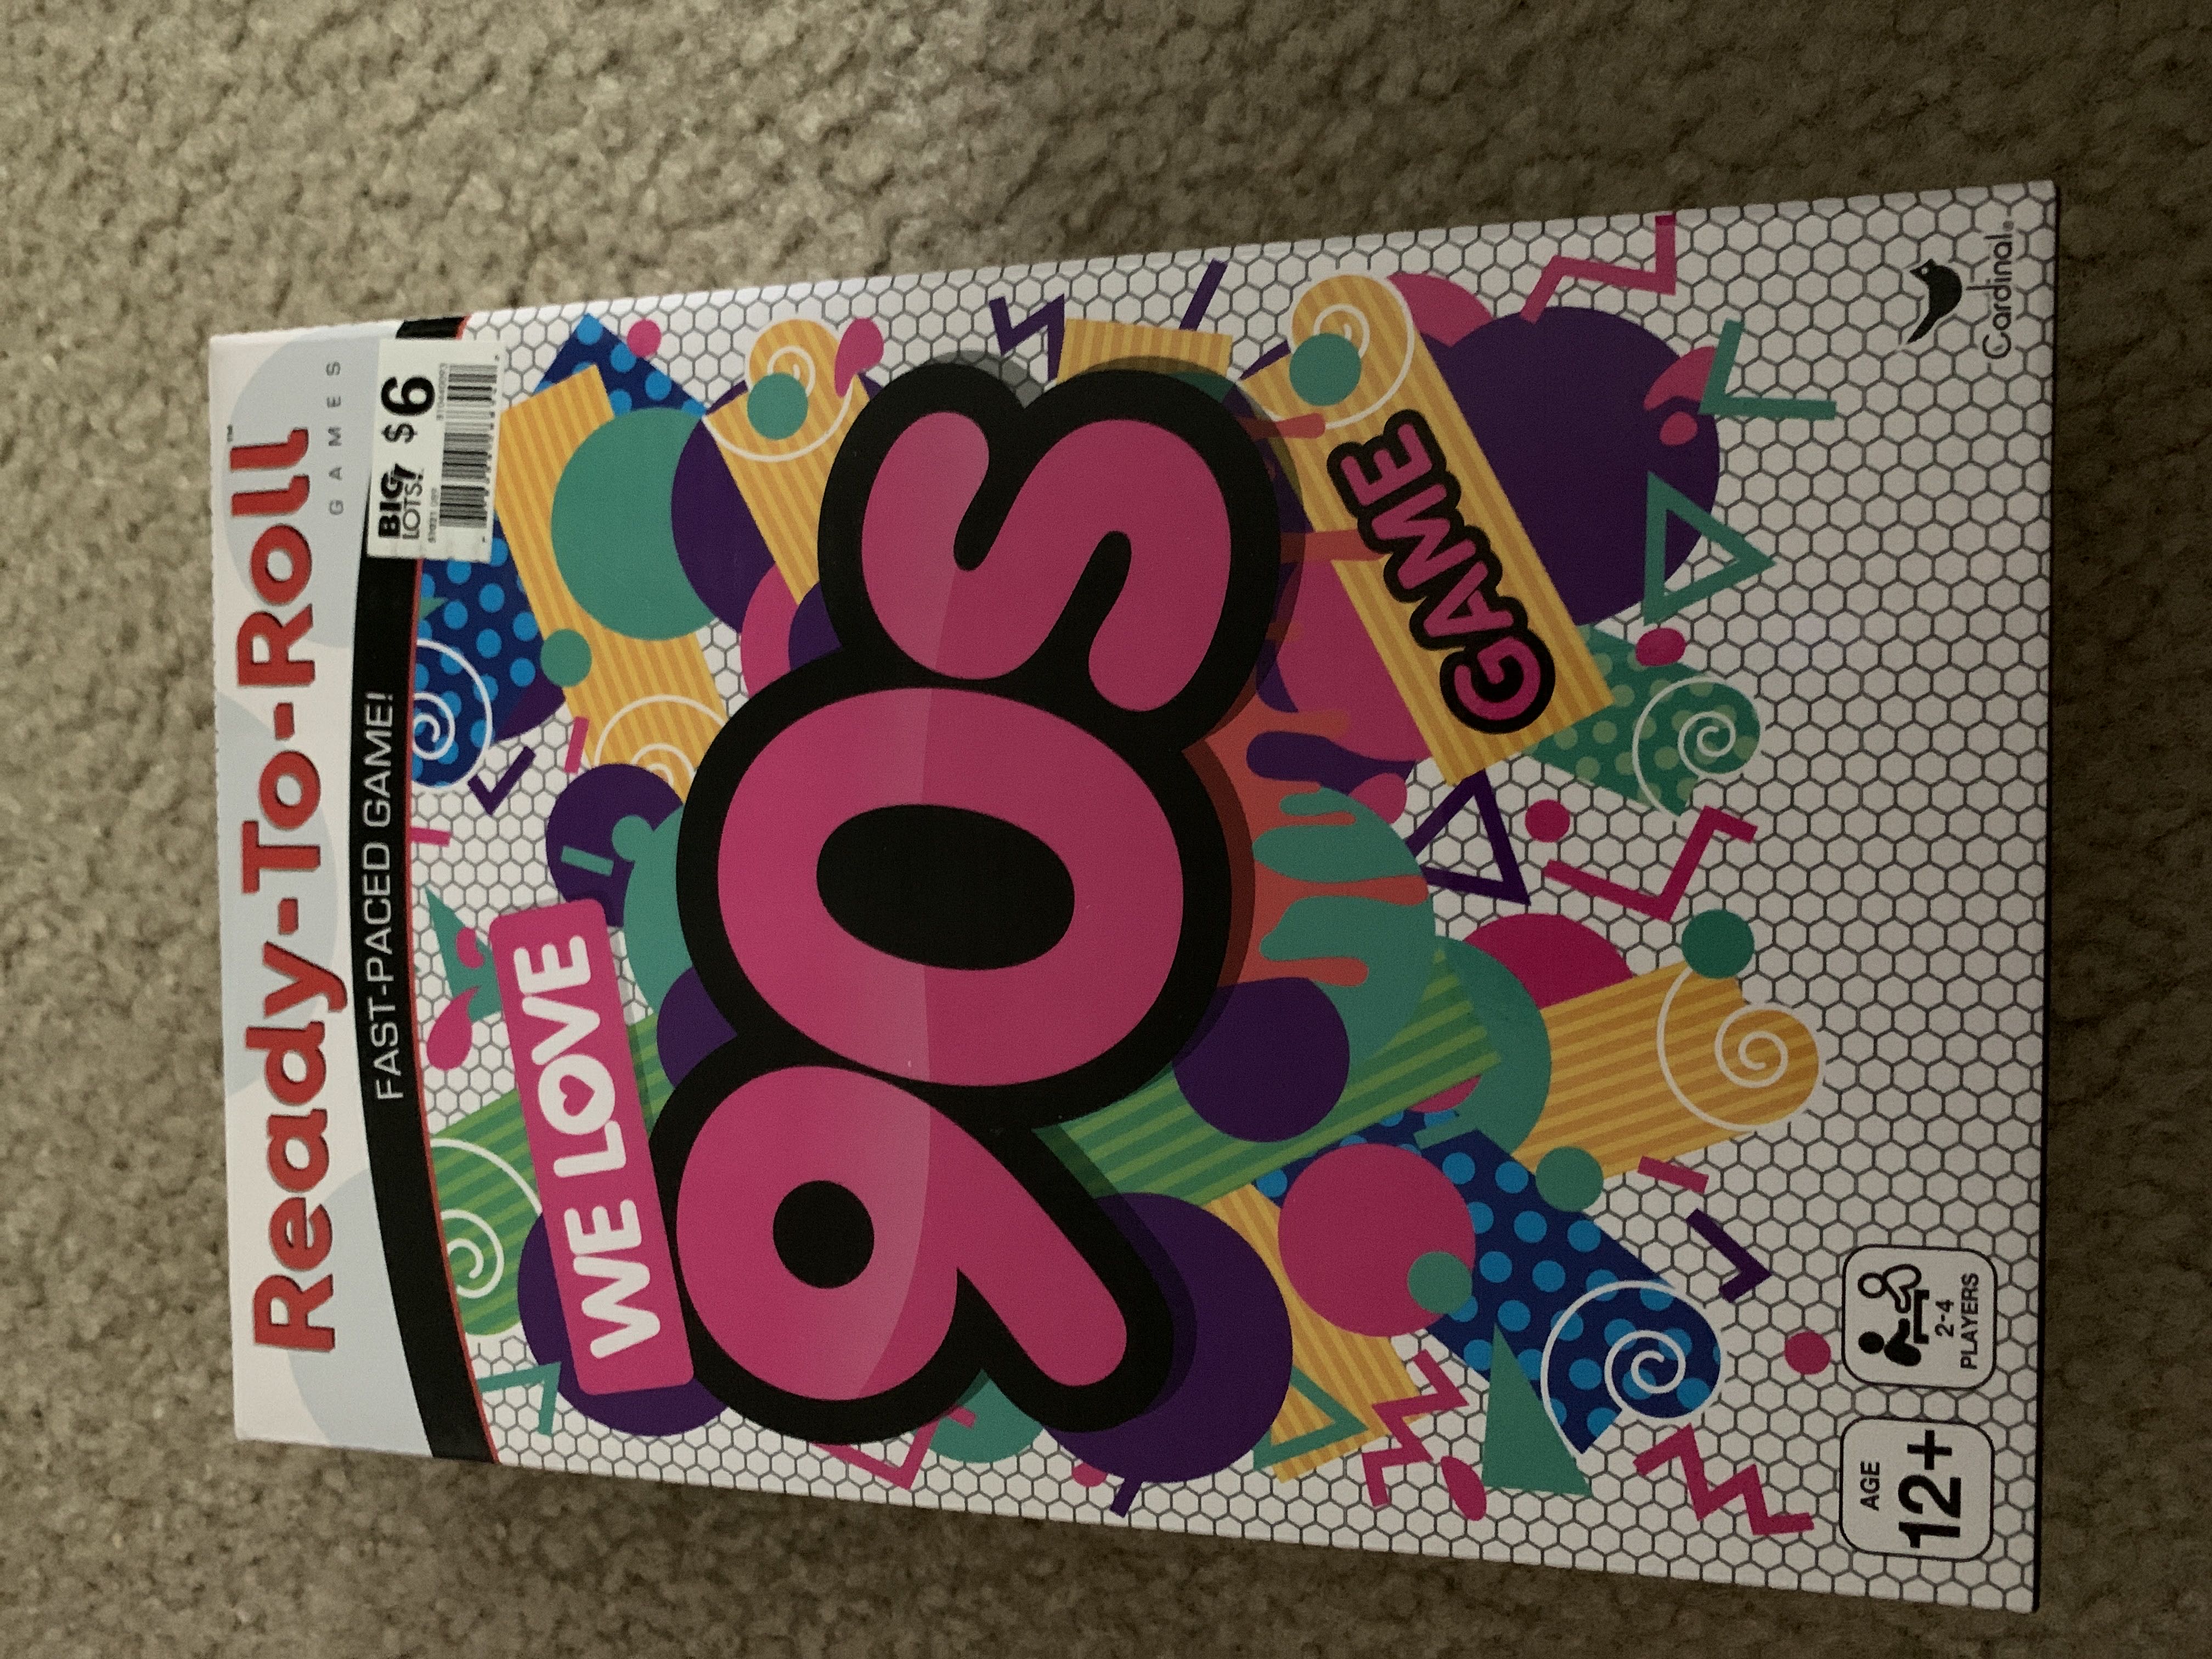 Ready-To-Roll™
GAMES
FAST-PACED GAME!
BIG
LOTS!
$6
WE LOVE
90s
GAME
AGE
12+
2-4
PLAYERS
Cardinal®